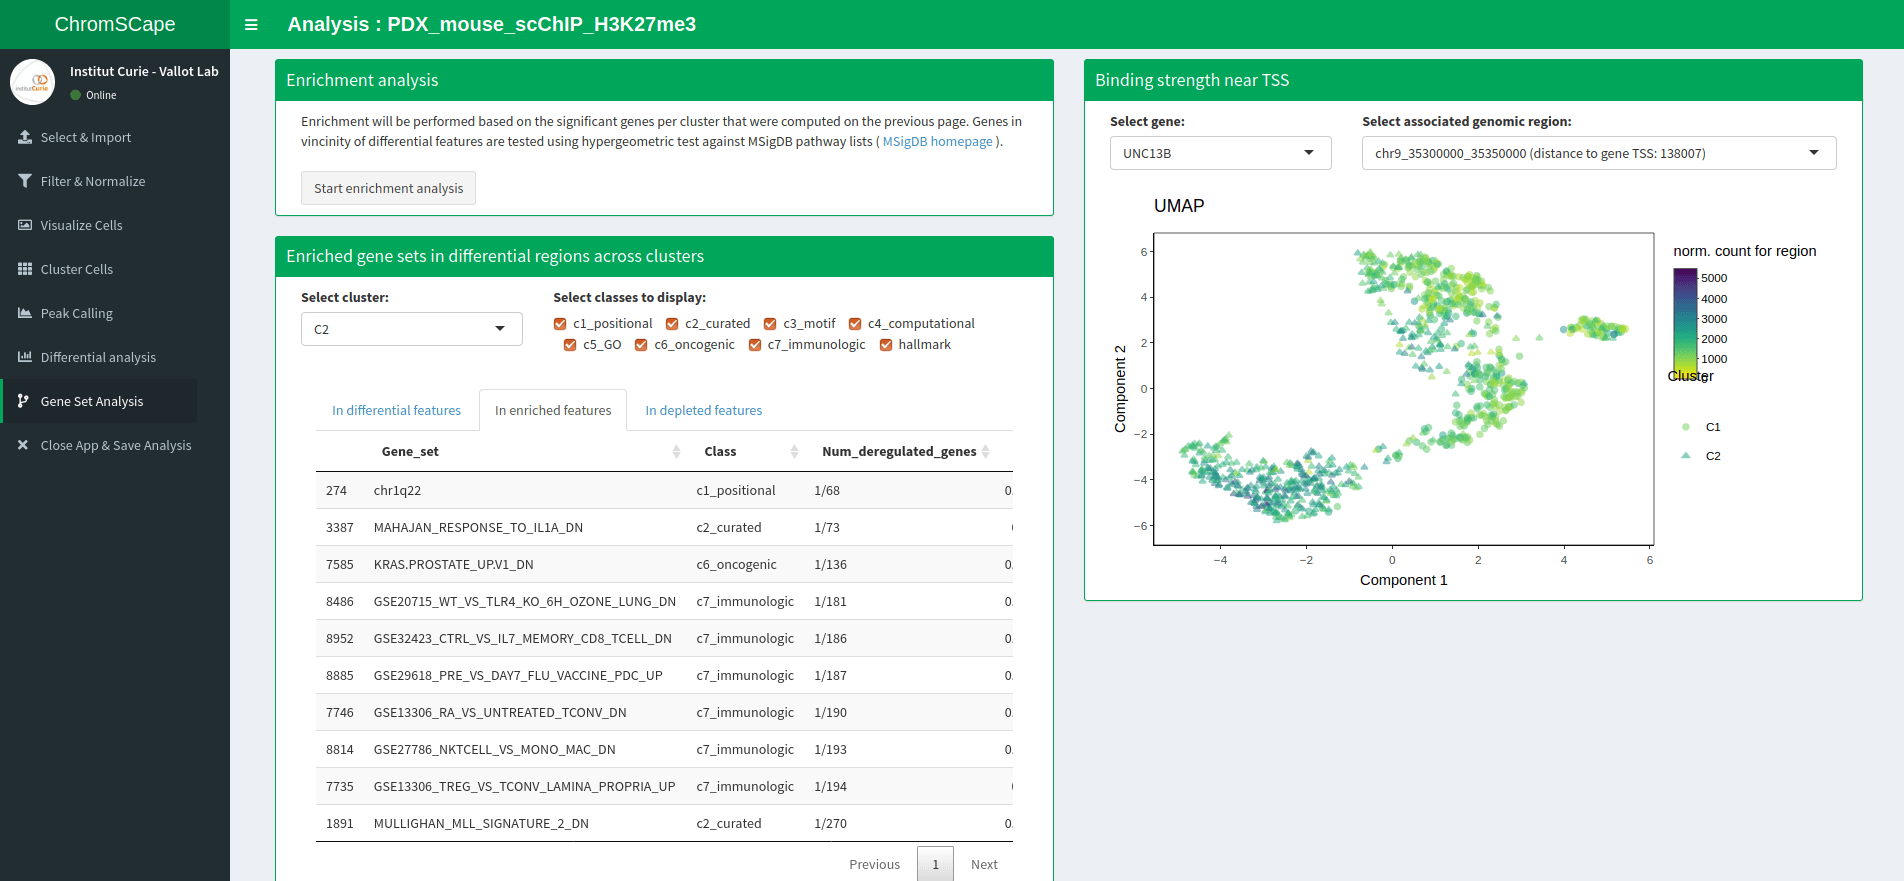 ChromSCape
Analysis : PDX_mouse_scChIP_H3K27me3
Institut Curie - Vallot Lab
Online
institutCurie
Select & Import
Filter & Normalize
Visualize Cells
Cluster Cells
Peak Calling
Differential analysis
Gene Set Analysis
Close App & Save Analysis
Enrichment analysis
Enrichment will be performed based on the significant genes per cluster that were computed on the previous page. Genes in
vincinity of differential features are tested using hypergeometric test against MSigDB pathway lists ( MSigDB homepage ).
Start enrichment analysis
Enriched gene sets in differential regions across clusters
Select cluster:
C2
Select classes to display:
c1_positional c2_curated c3_motif c4_computational
c5_GO c6_oncogenic c7_immunologic hallmark
In differential features In enriched features In depleted features
Gene_set Class Num_deregulated_genes
274 chr1q22 c1_positional 1/68 0.
3387 MAHAJAN_RESPONSE_TO_IL1A_DN c2_curated 1/73
7585 KRAS.PROSTATE_UP.V1_DN c6_oncogenic 1/136 0.
8486 GSE20715_WT_VS_TLR4_KO_6H_OZONE_LUNG_DN c7_immunologic 1/181 0.
8952 GSE32423_CTRL_VS_IL7_MEMORY_CD8_TCELL_DN c7_immunologic 1/186 0.
8885 GSE29618_PRE_VS_DAY7_FLU_VACCINE_PDC_UP c7_immunologic 1/187 0.
7746 GSE13306_RA_VS_UNTREATED_TCONV_DN c7_immunologic 1/190 0.
8814 GSE27786_NKTCELL_VS_MONO_MAC_DN c7_immunologic 1/193 0.
7735 GSE13306_TREG_VS_TCONV_LAMINA_PROPRIA_UP c7_immunologic 1/194
1891 MULLIGHAN_MLL_SIGNATURE_2_DN c2_curated 1/270 0.
Previous 1 Next
Binding strength near TSS
Select gene:
UNC13B
Select associated genomic region:
chr9_35300000_35350000 (distance to gene TSS: 138007)
UMAP
6
4
2
0
−2
−4
−6
Component 2
−4 −2 0 2 4 6
Component 1
norm. count for region
5000
4000
3000
2000
1000
Cluster
C1
C2